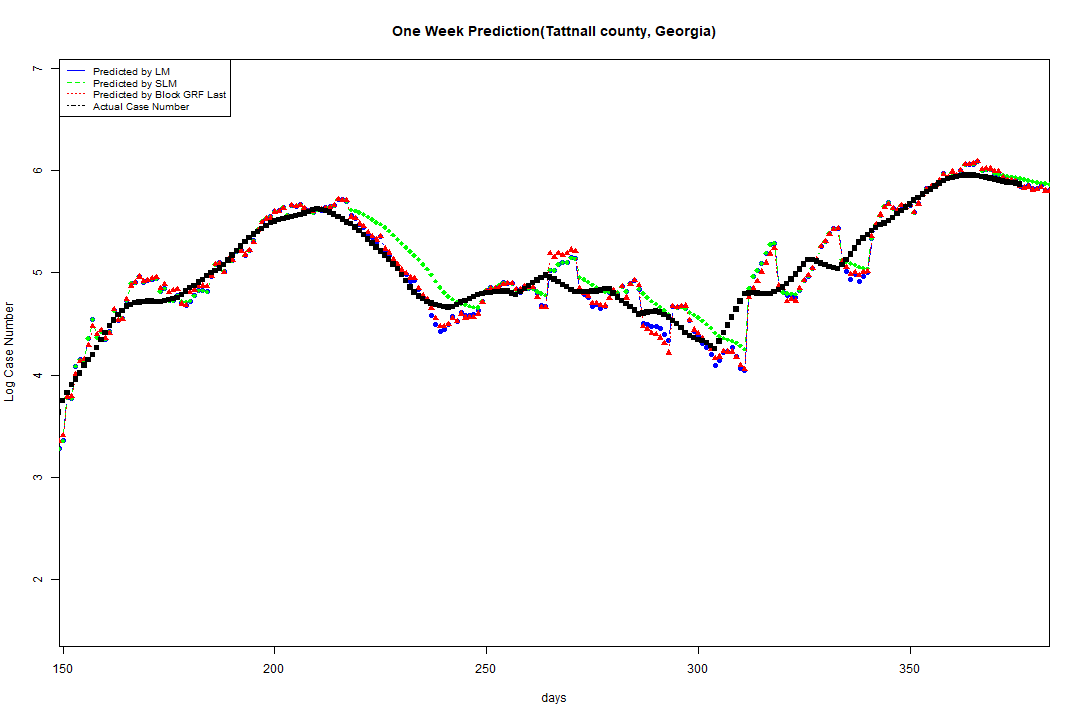 One Week Prediction(Tattnall county, Georgia)
Predicted by LM
Predicted by SLM
Predicted by Block GRF Last
Actual Case Number
7
6
5
4
3
2
Log Case Number
150 200 250 300 350
days